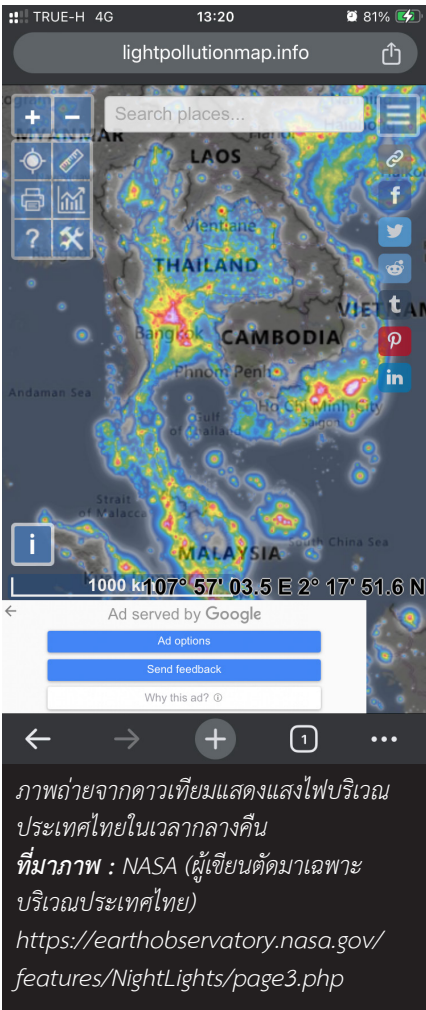 TRUE-H 4G 13:20 81%
lightpollutionmap.info
+ − Search places...
MYANMAR
LAOS
Hanoi
Vientiane
THAILAND
VIETNAM
Bangkok
CAMBODIA
Phnom Penh
Andaman Sea
Gulf
of Thailand
Ho Chi Minh City
Saigon
f
t
in
?
Strait
of Malacca
i
South China Sea
MALAYSIA
1000 km
107° 57' 03.5 E 2° 17' 51.6 N
Ad served by Google
Ad options
Send feedback
Why this ad?
1
ภาพถ่ายจากดาวเทียมแสดงแสงไฟบริเวณ
ประเทศไทยในเวลากลางคืน
ที่มาภาพ : NASA (ผู้เขียนตัดมาเฉพาะ
บริเวณประเทศไทย)
https://earthobservatory.nasa.gov/
features/NightLights/page3.php